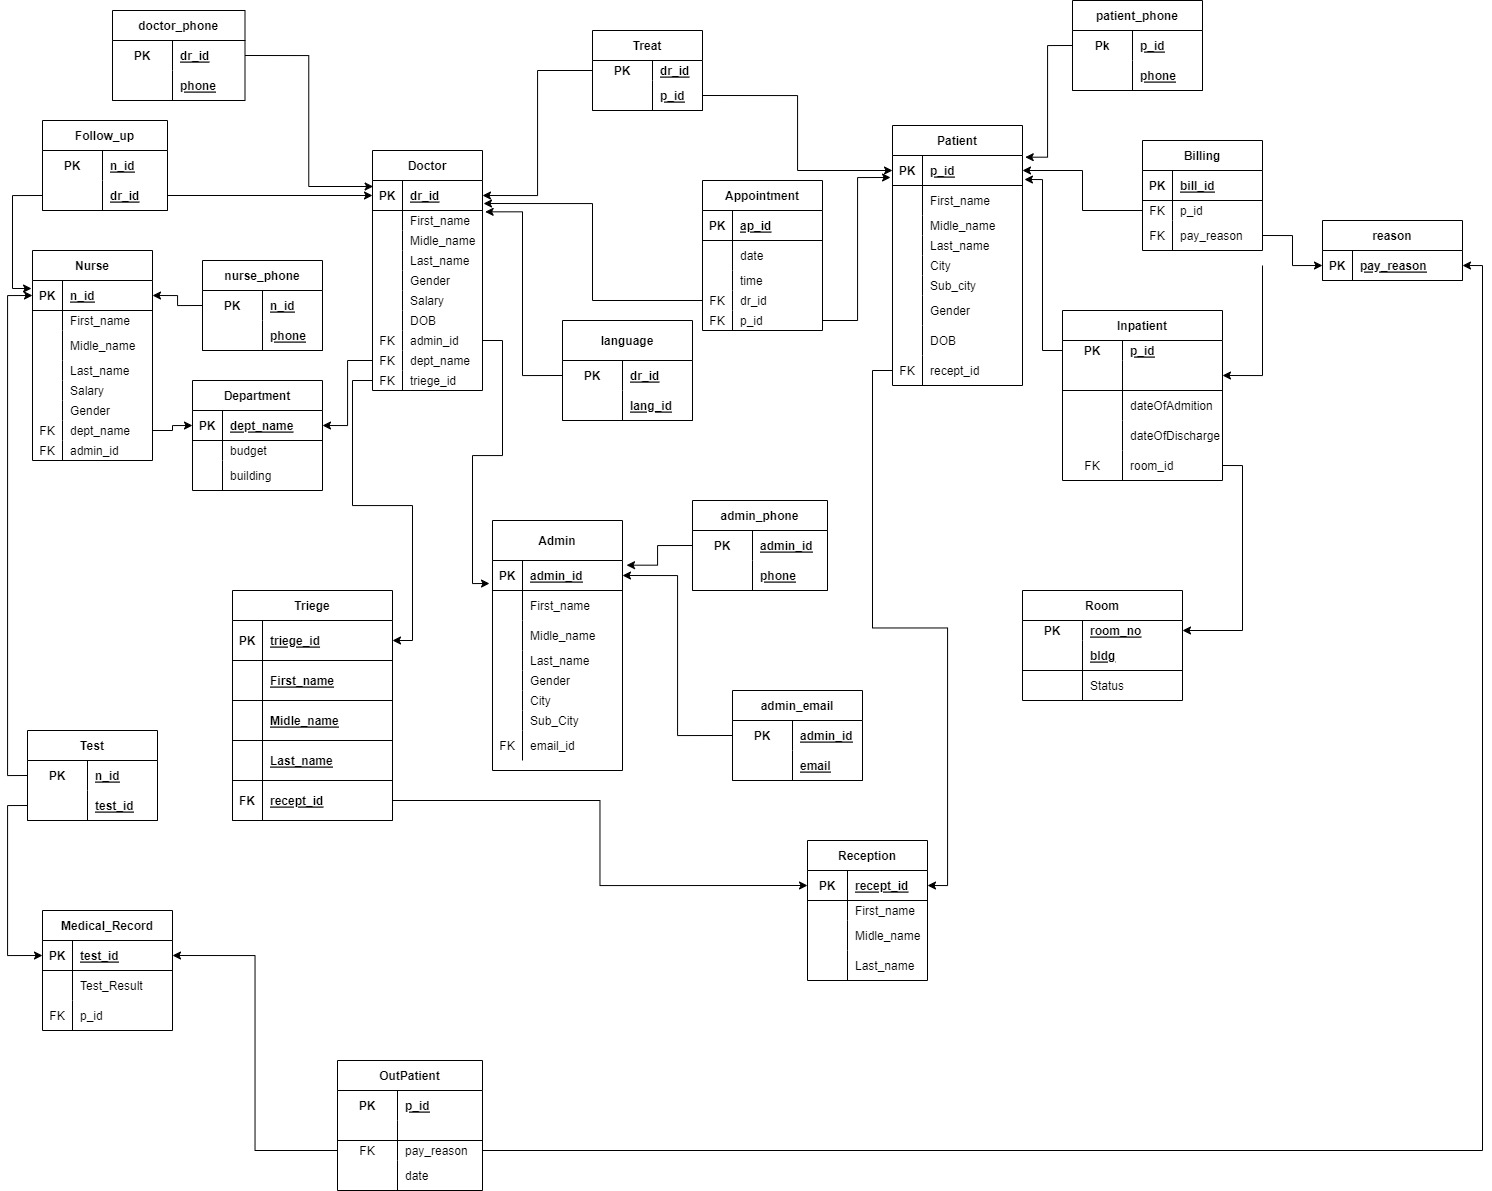 doctor_phone
PK dr_id
phone
Treat
PK dr_id
p_id
patient_phone
Pk p_id
phone
Follow_up
PK n_id
dr_id
Doctor
PK dr_id
First_name
Midle_name
Last_name
Gender
Salary
DOB
FK admin_id
FK dept_name
FK triege_id
Patient
PK p_id
First_name
Midle_name
Last_name
City
Sub_city
Gender
DOB
FK recept_id
Billing
PK bill_id
FK p_id
FK pay_reason
Appointment
PK ap_id
date
time
FK dr_id
FK p_id
reason
PK pay_reason
Nurse
PK n_id
First_name
Midle_name
Last_name
Salary
Gender
FK dept_name
FK admin_id
nurse_phone
PK n_id
phone
language
PK dr_id
lang_id
Inpatient
PK p_id
dateOfAdmition
dateOfDischarge
FK room_id
Department
PK dept_name
budget
building
Admin
PK admin_id
First_name
Midle_name
Last_name
Gender
City
Sub_City
FK email_id
admin_phone
PK admin_id
phone
Triege
PK triege_id
First_name
Midle_name
Last_name
FK recept_id
Room
PK room_no
bldg
Status
admin_email
PK admin_id
email
Test
PK n_id
test_id
Reception
PK recept_id
First_name
Midle_name
Last_name
Medical_Record
PK test_id
Test_Result
FK p_id
OutPatient
PK p_id
FK pay_reason
date